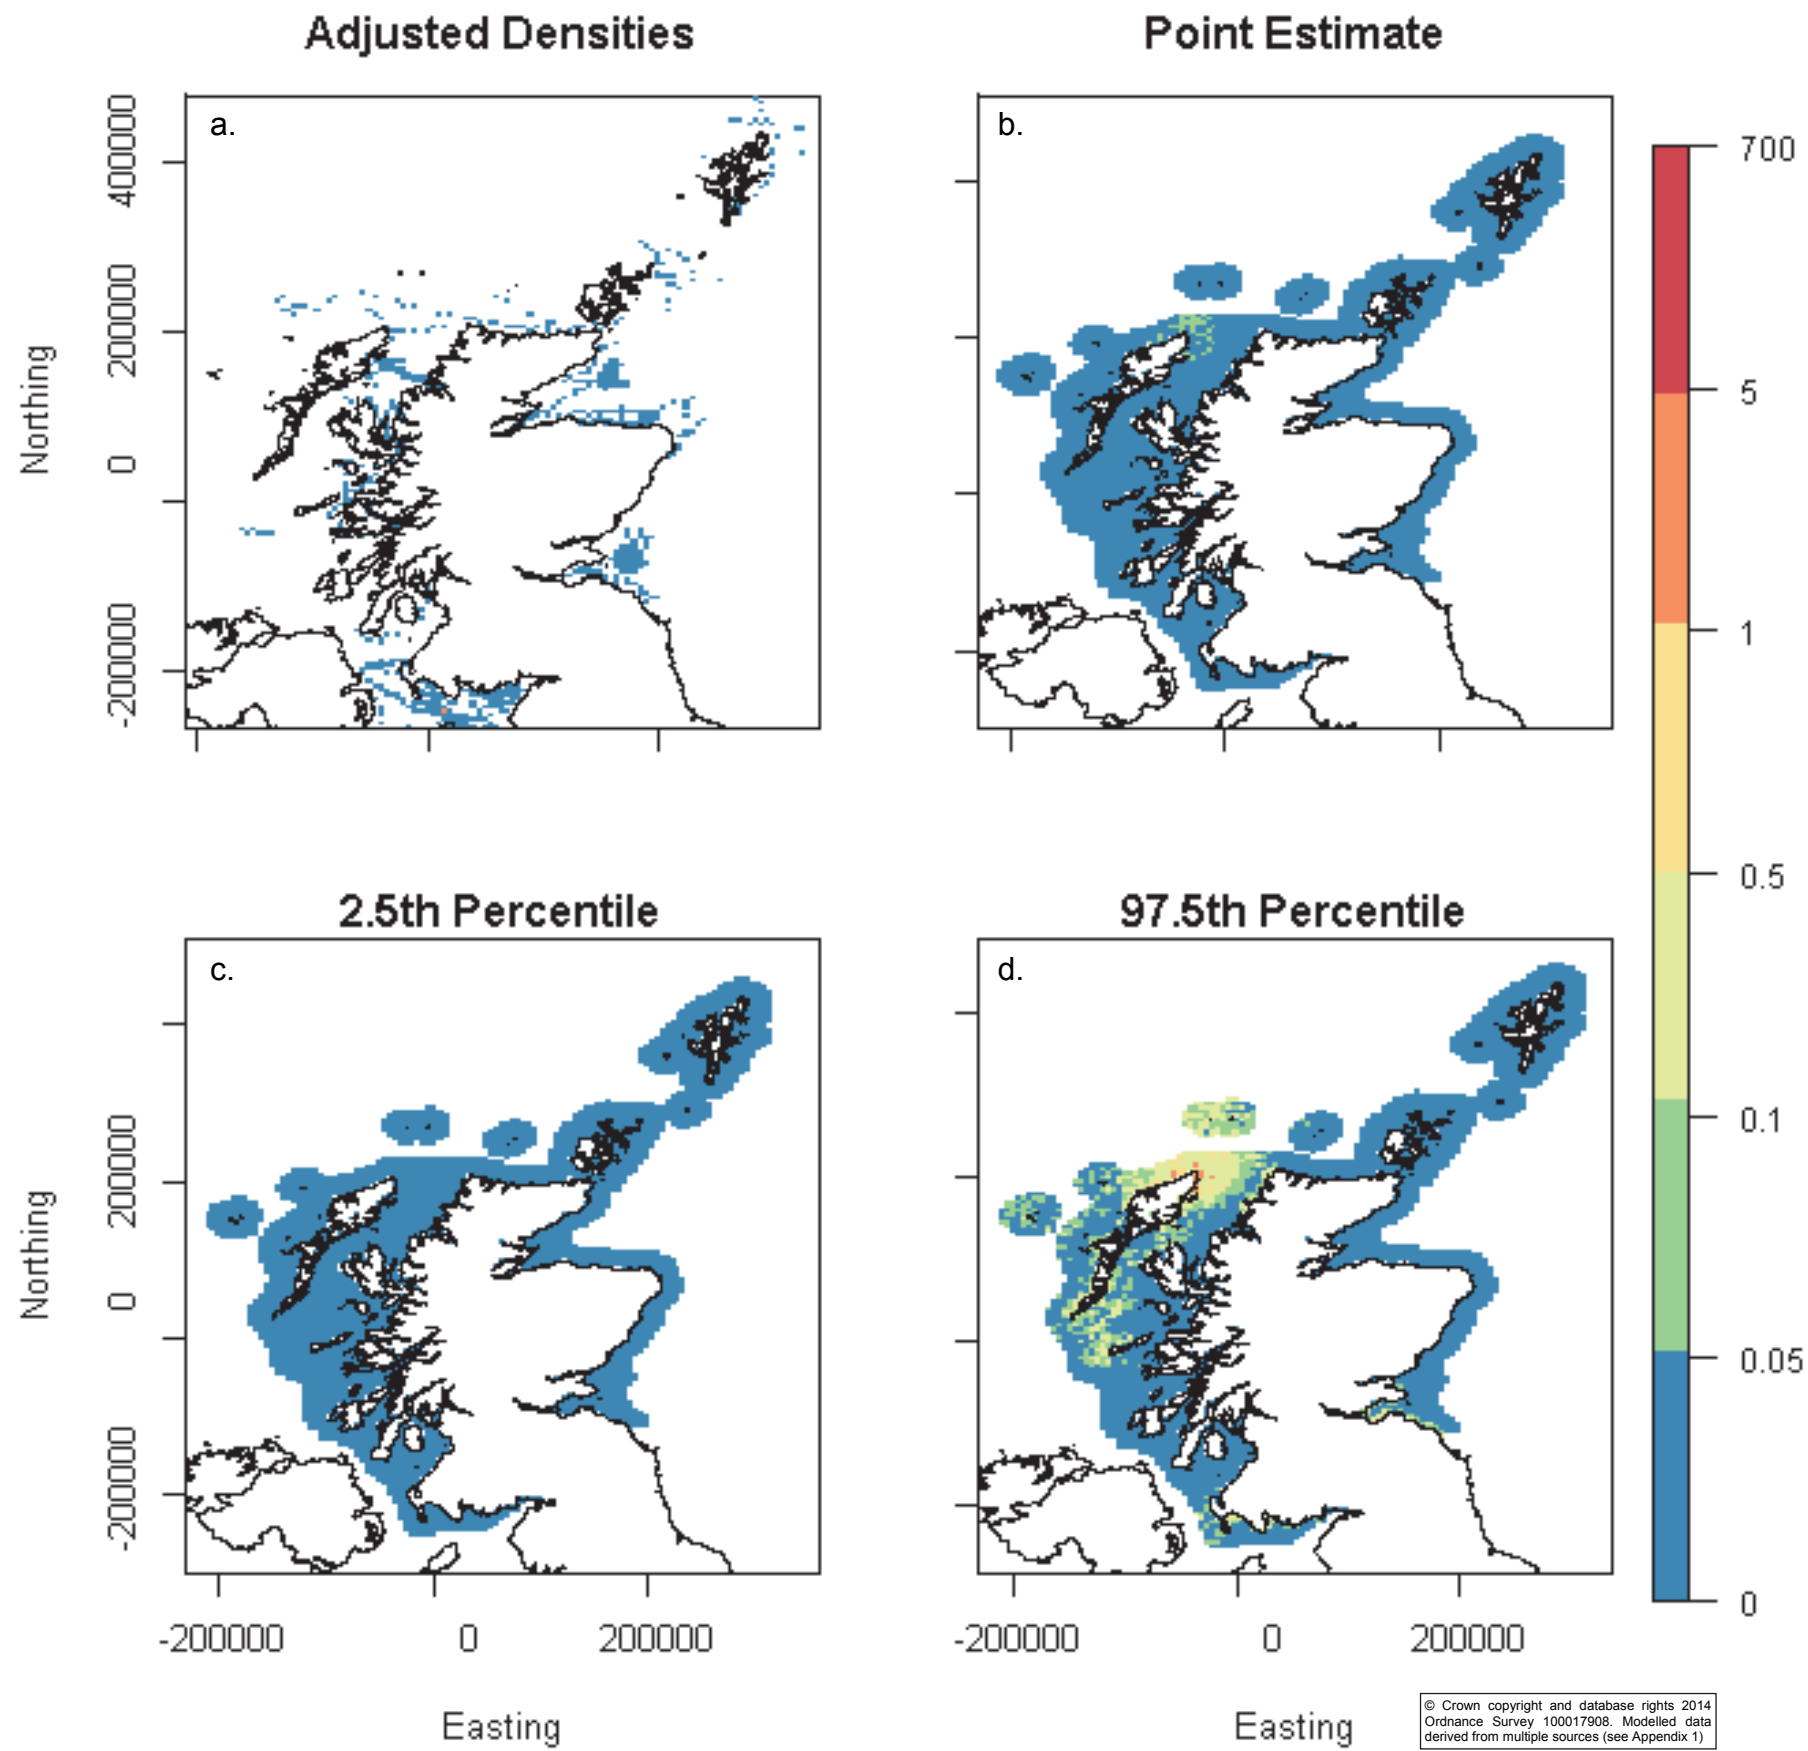 Adjusted Densities
Point Estimate
a.
b.
Northing
400000
200000
0
-200000
700
5
1
0.5
0.1
0.05
0
2.5th Percentile
97.5th Percentile
c.
d.
Northing
200000
0
-200000
-200000
0
200000
-200000
0
200000
Easting
Easting
© Crown copyright and database rights 2014
Ordnance Survey 100017908. Modelled data
derived from multiple sources (see Appendix 1)